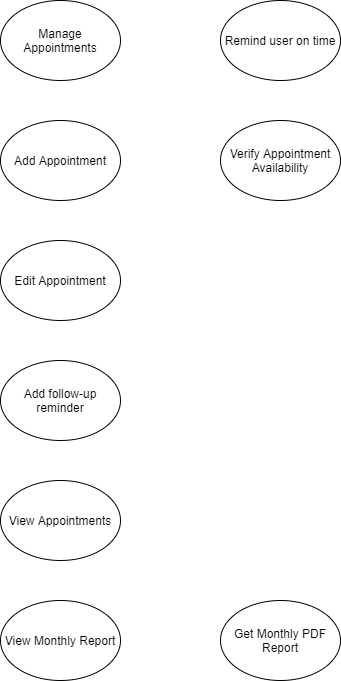 Manage
Appointments
Remind user on time
Add Appointment
Verify Appointment
Availability
Edit Appointment
Add follow-up
reminder
View Appointments
View Monthly Report
Get Monthly PDF
Report